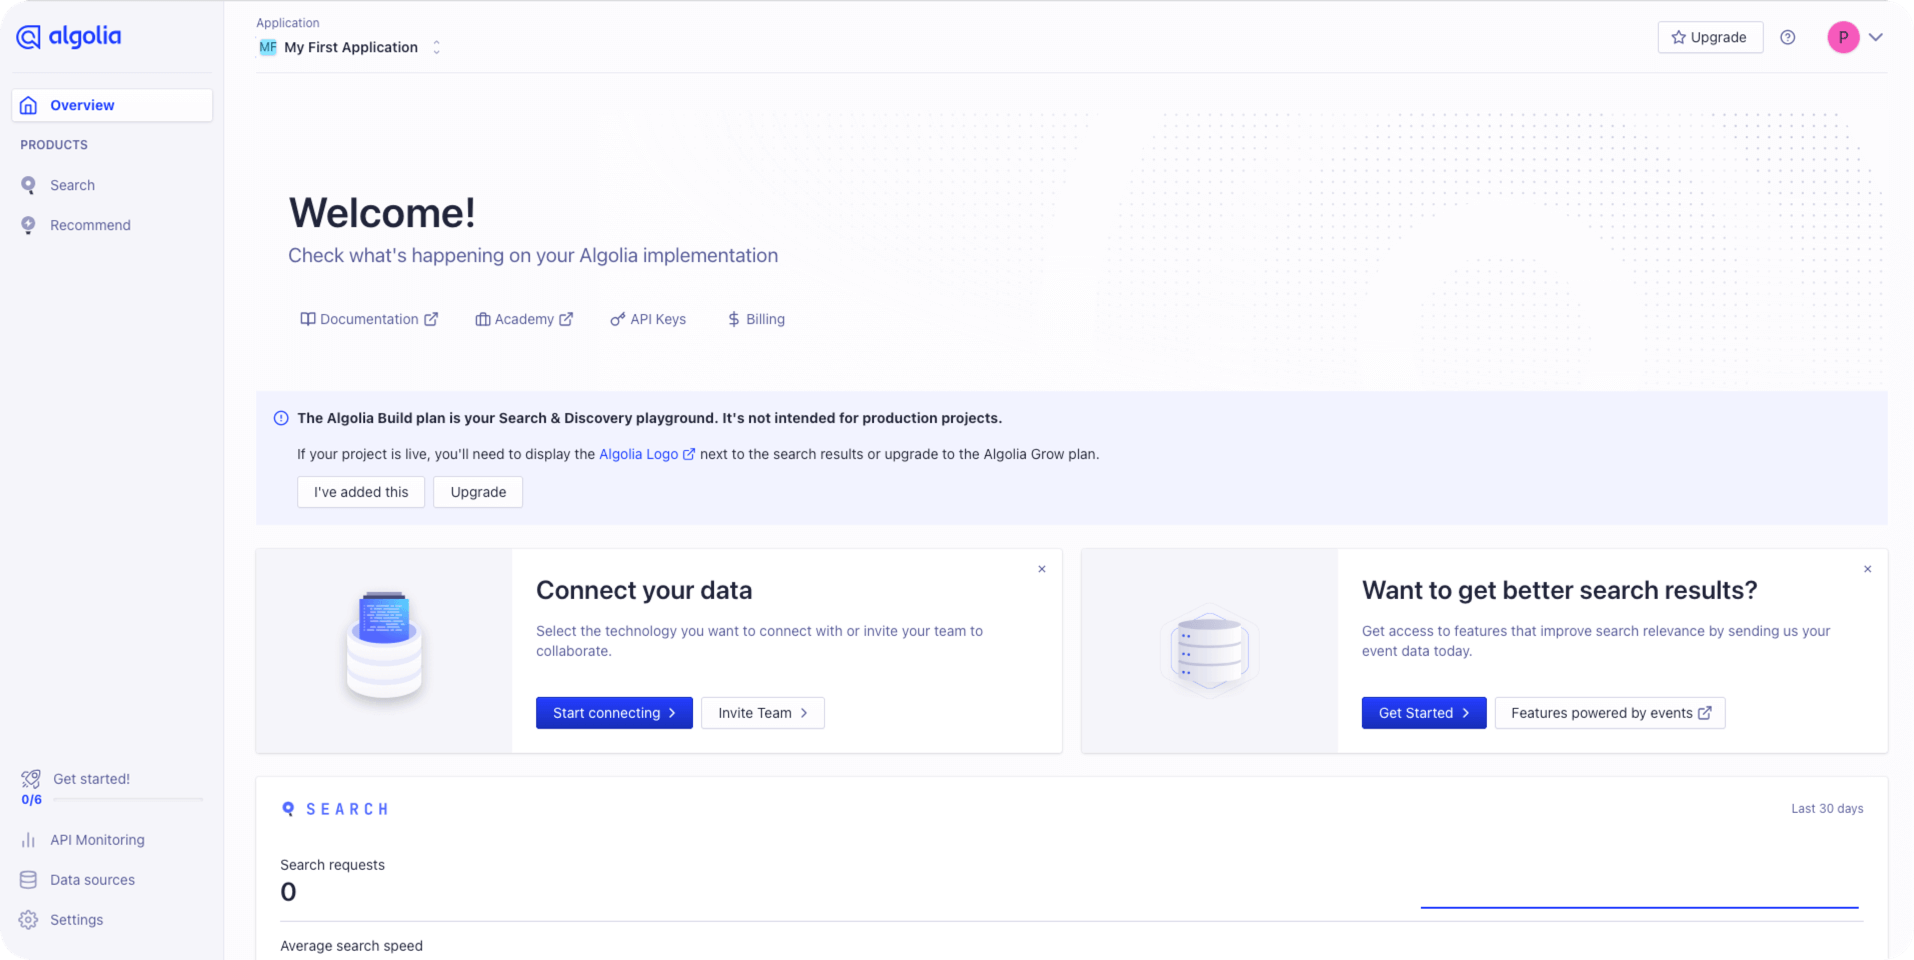 algolia
Application
MF My First Application
Upgrade
P
Overview
PRODUCTS
Search
Recommend
Welcome!
Check what's happening on your Algolia implementation
Documentation
Academy
API Keys
Billing
The Algolia Build plan is your Search & Discovery playground. It's not intended for production projects.
If your project is live, you'll need to display the Algolia Logo next to the search results or upgrade to the Algolia Grow plan.
I've added this
Upgrade
Connect your data
Select the technology you want to connect with or invite your team to
collaborate.
Start connecting
Invite Team
Want to get better search results?
Get access to features that improve search relevance by sending us your
event data today.
Get Started
Features powered by events
Get started!
0/6
API Monitoring
Data sources
Settings
SEARCH
Last 30 days
Search requests
0
Average search speed